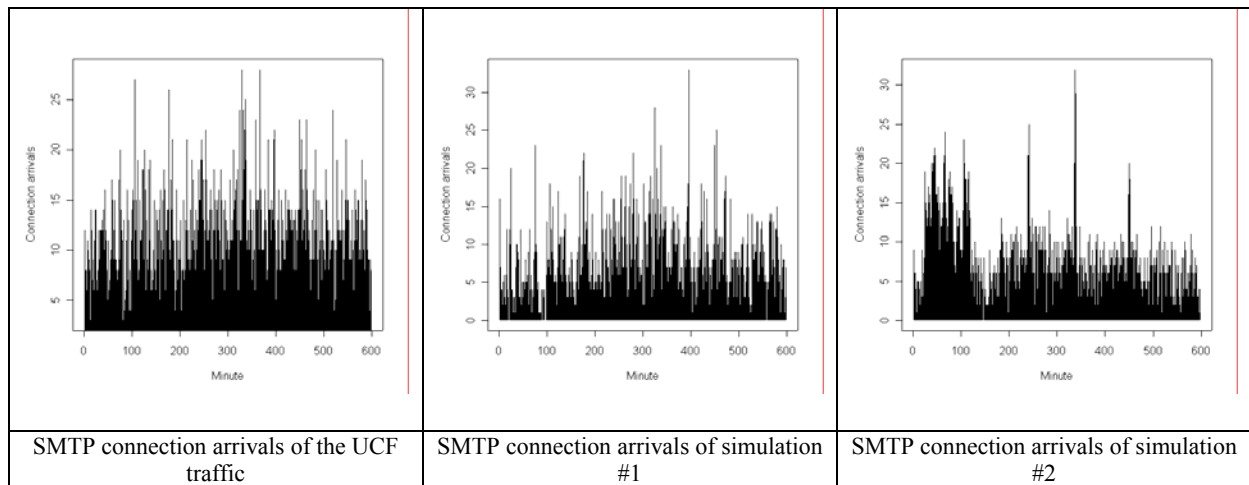 Connection arrivals
25
20
15
10
5
0 100 200 300 400 500 600
Minute
Connection arrivals
30
25
20
15
10
5
0
0 100 200 300 400 500 600
Minute
Connection arrivals
30
25
20
15
10
5
0
0 100 200 300 400 500 600
Minute
SMTP connection arrivals of the UCF
traffic
SMTP connection arrivals of simulation
#1
SMTP connection arrivals of simulation
#2